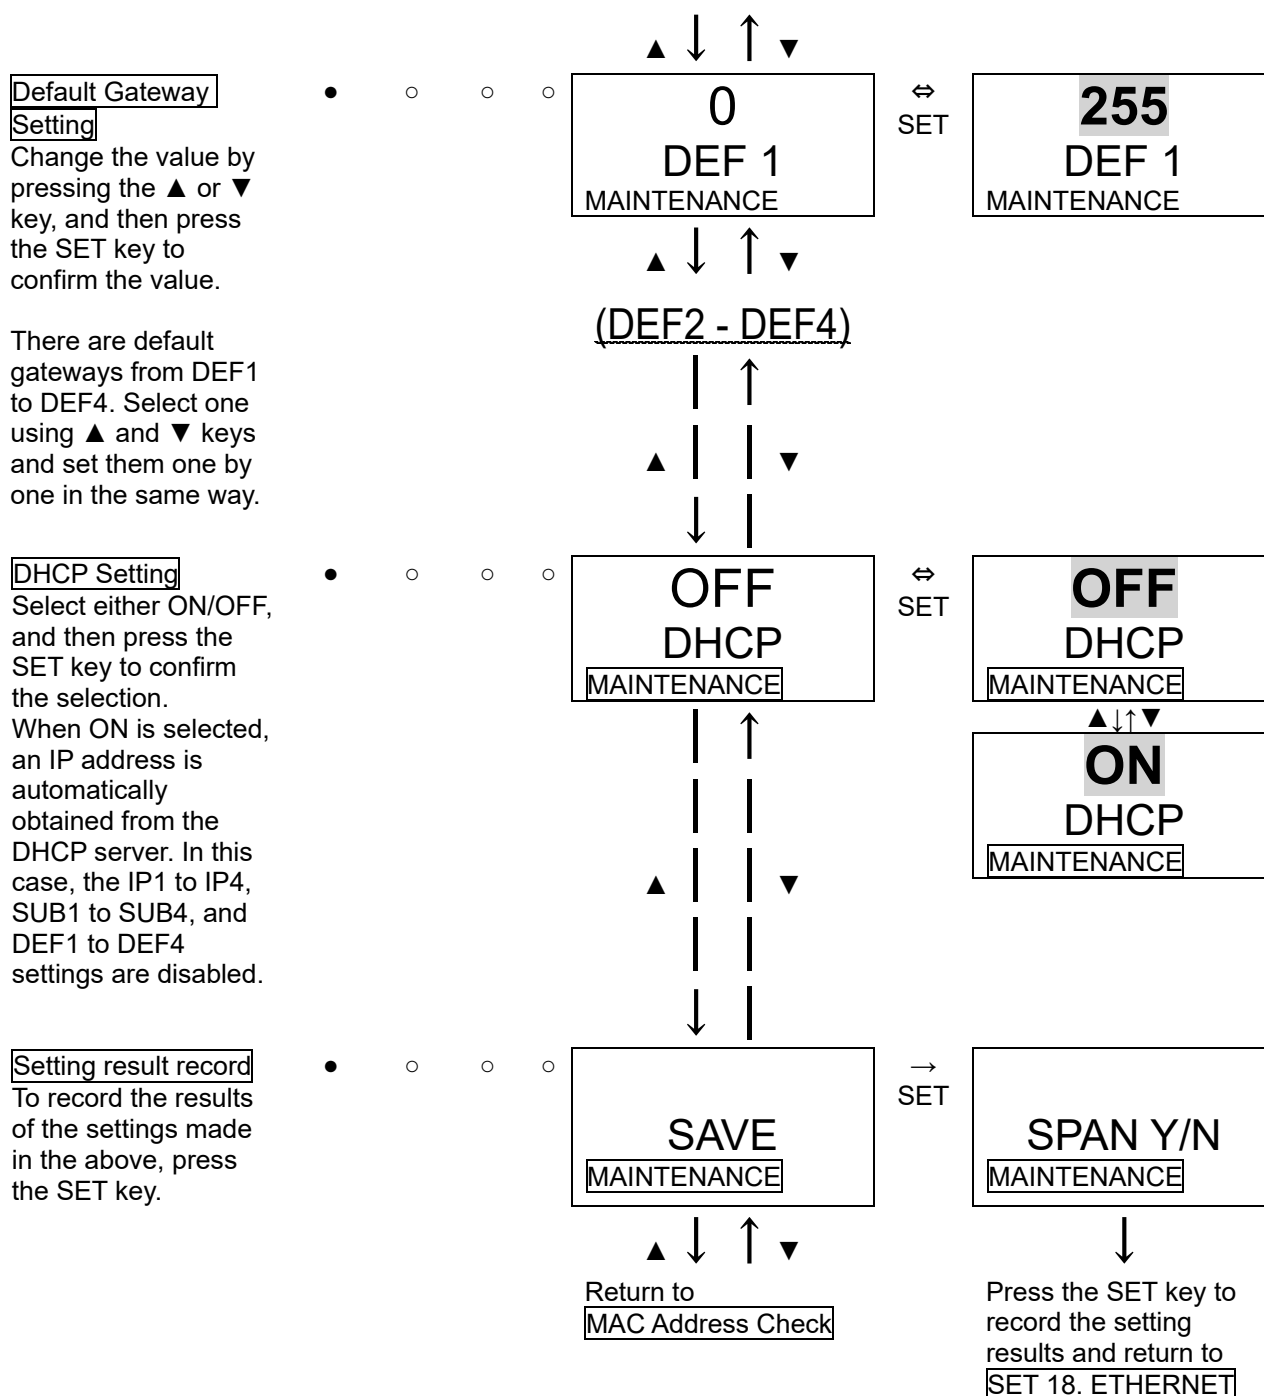 ▲ ↓ ↑ ▼
Default Gateway
Setting
Change the value by
pressing the ▲ or ▼
key, and then press
the SET key to
confirm the value.
There are default
gateways from DEF1
to DEF4. Select one
using ▲ and ▼ keys
and set them one by
one in the same way.
● ○ ○ ○
0
DEF 1
MAINTENANCE
⇔
SET
255
DEF 1
MAINTENANCE
▲ ↓ ↑ ▼
(DEF2 - DEF4)
▲ ↓ ↑ ▼
DHCP Setting
Select either ON/OFF,
and then press the
SET key to confirm
the selection.
When ON is selected,
an IP address is
automatically
obtained from the
DHCP server. In this
case, the IP1 to IP4,
SUB1 to SUB4, and
DEF1 to DEF4
settings are disabled.
● ○ ○ ○
OFF
DHCP
MAINTENANCE
⇔
SET
OFF
DHCP
MAINTENANCE
▲↓↑▼
ON
DHCP
MAINTENANCE
▲ ↓ ↑ ▼
Setting result record
To record the results
of the settings made
in the above, press
the SET key.
● ○ ○ ○
SAVE
MAINTENANCE
→
SET
SPAN Y/N
MAINTENANCE
▲ ↓ ↑ ▼
Return to
MAC Address Check
↓
Press the SET key to
record the setting
results and return to
SET 18. ETHERNET